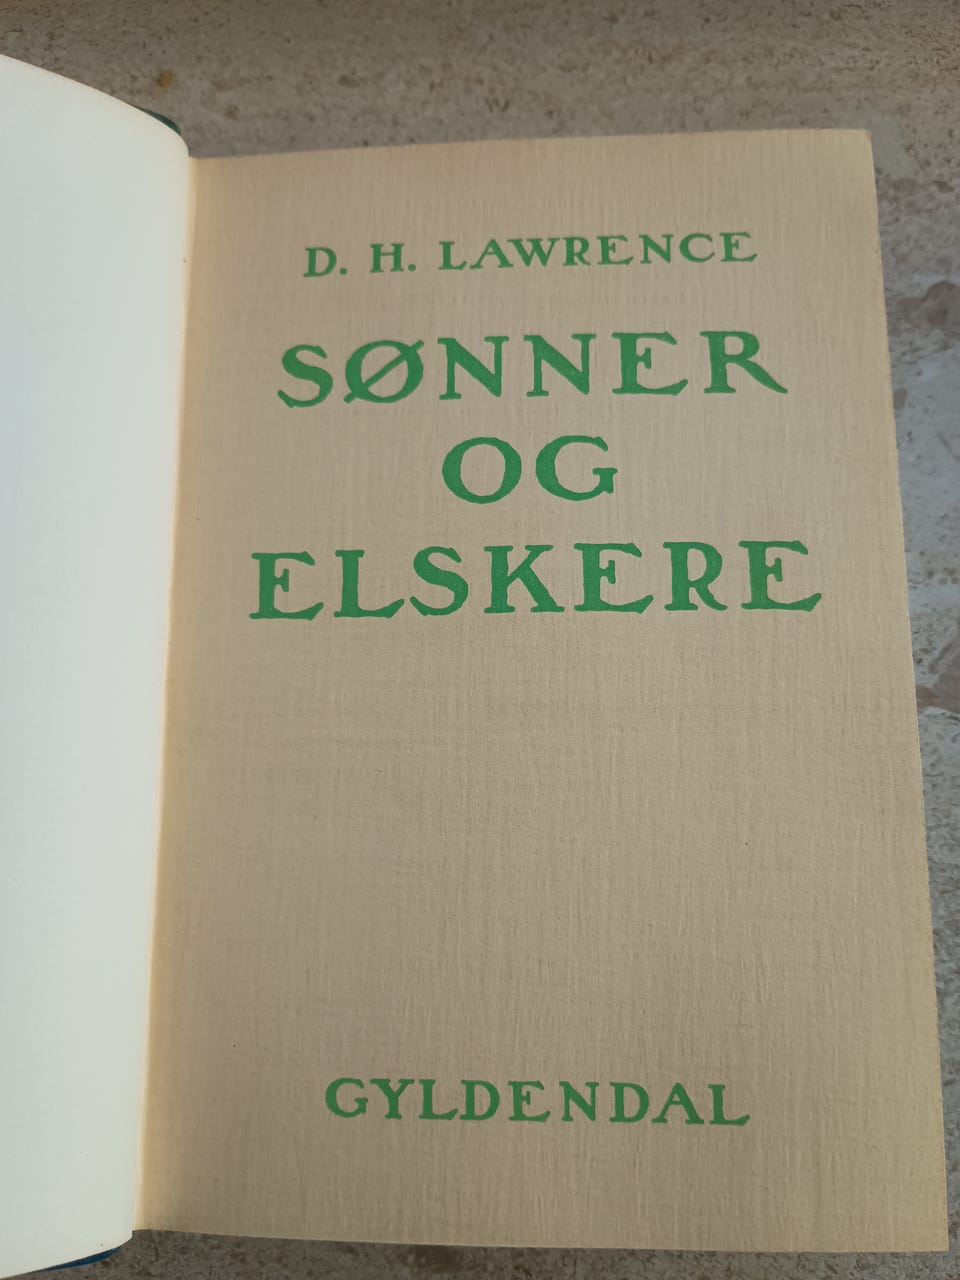 D. H. LAWRENCE
SØNNER
OG
ELSKERE
GYLDENDAL